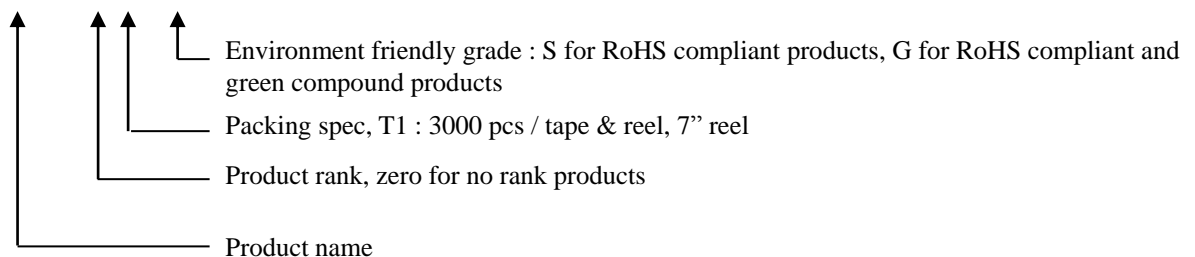 Environment friendly grade : S for RoHS compliant products, G for RoHS compliant and
green compound products
Packing spec, T1 : 3000 pcs / tape & reel, 7” reel
Product rank, zero for no rank products
Product name